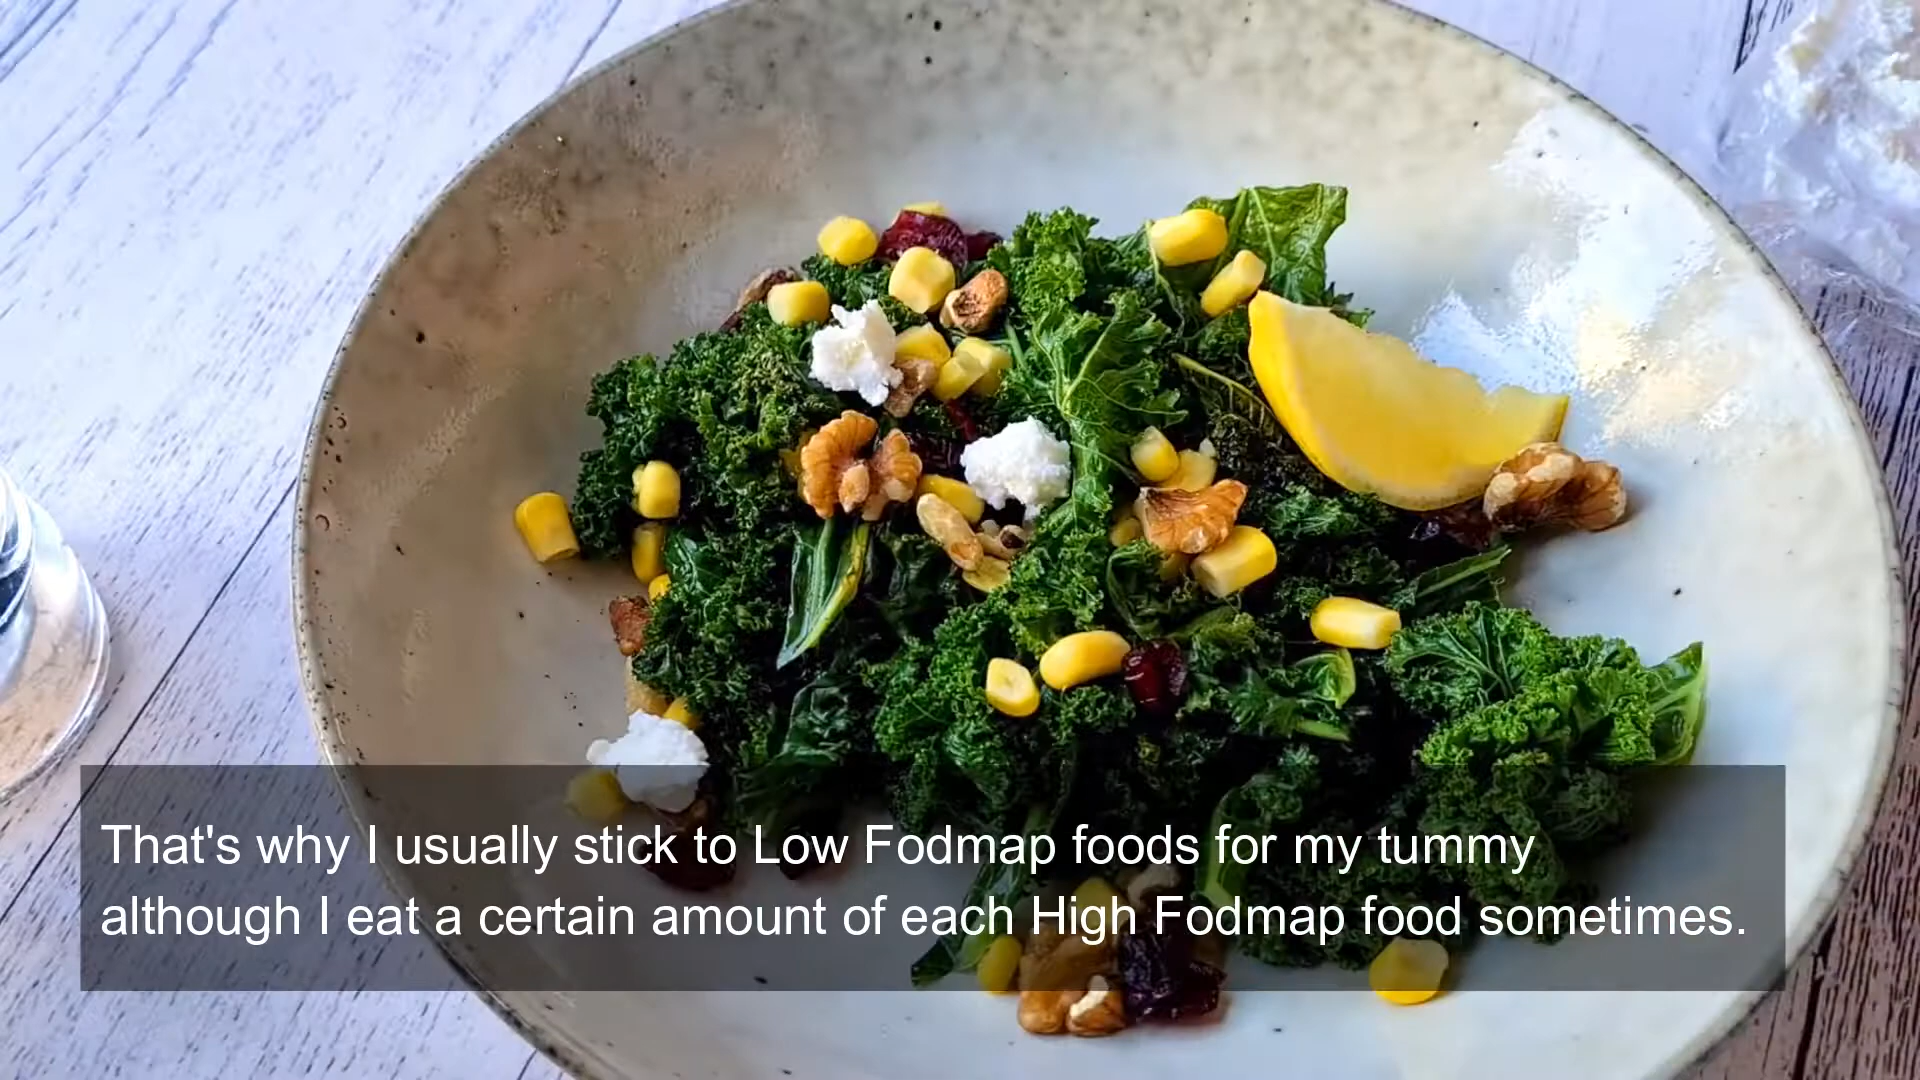 That's why I usually stick to Low Fodmap foods for my tummy
although I eat a certain amount of each High Fodmap food sometimes.